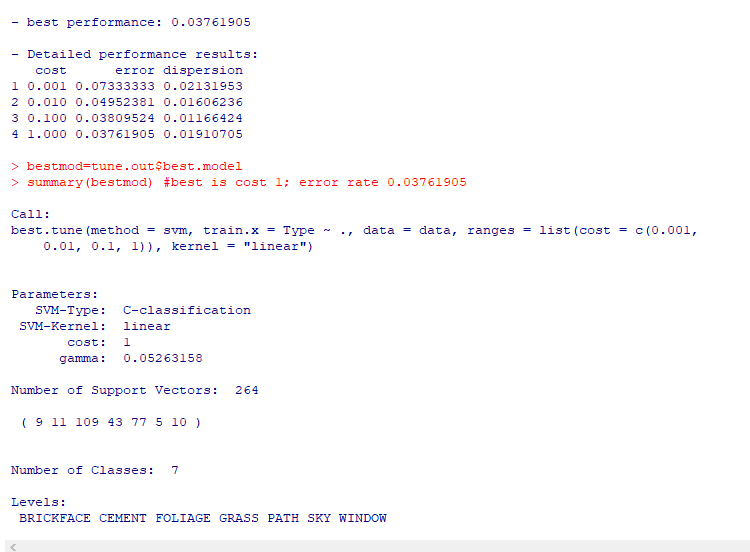 - best performance: 0.03761905
- Detailed performance results:
cost error dispersion
1 0.001 0.07333333 0.02131953
2 0.010 0.04952381 0.01606236
3 0.100 0.03809524 0.01166424
4 1.000 0.03761905 0.01910705
> bestmod=tune.out$best.model
> summary(bestmod) #best is cost 1; error rate 0.03761905
Call:
best.tune(method = svm, train.x = Type ~ ., data = data, ranges = list(cost = c(0.001,
0.01, 0.1, 1)), kernel = "linear")
Parameters:
SVM-Type: C-classification
SVM-Kernel: linear
cost: 1
gamma: 0.05263158
Number of Support Vectors: 264
( 9 11 109 43 77 5 10 )
Number of Classes: 7
Levels:
BRICKFACE CEMENT FOLIAGE GRASS PATH SKY WINDOW